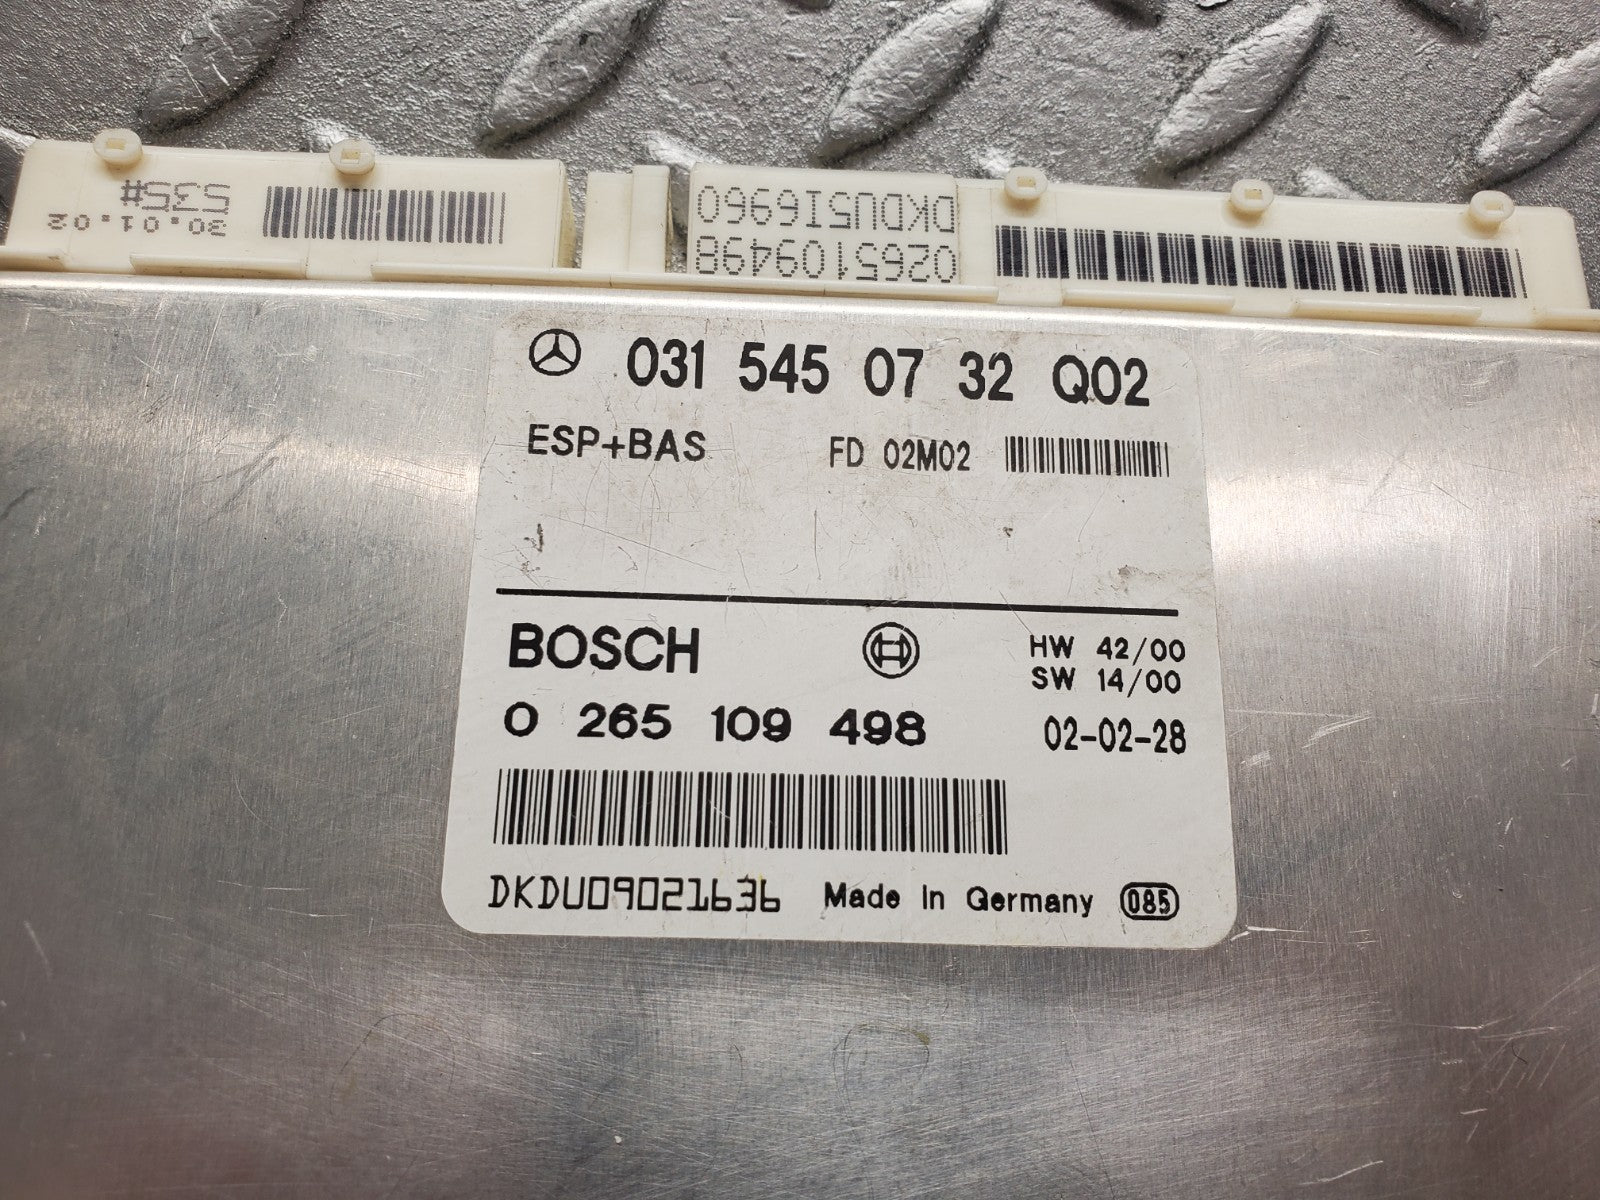 535#
30.01.02
DKDU5I6960
0265109498
031 545 07 32 Q02
ESP+BAS FD 02M02
BOSCH HW 42/00
SW 14/00
0 265 109 498 02-02-28
DKDU09021636 Made in Germany 085